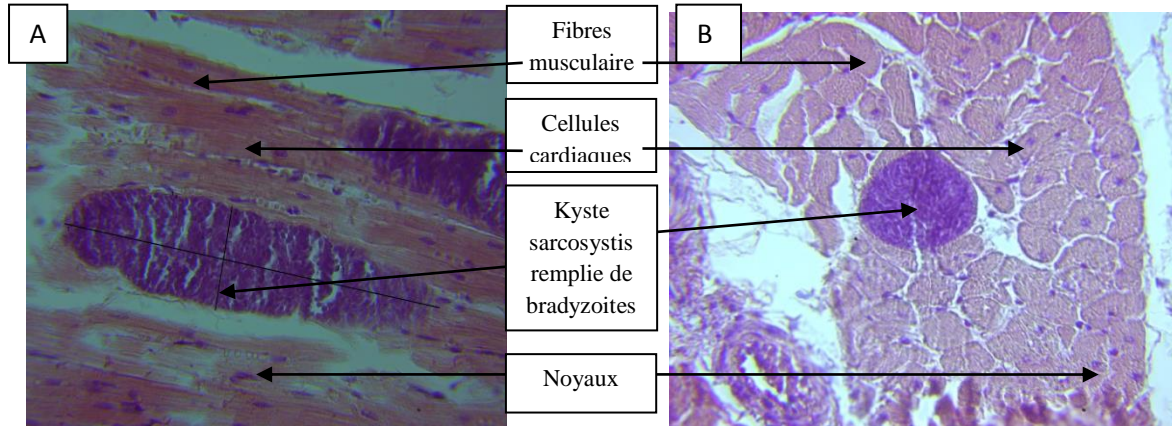 A
B
Fibres
musculaire
Cellules
cardiaques
Kyste
sarcosystis
remplie de
bradyzoites
Noyaux